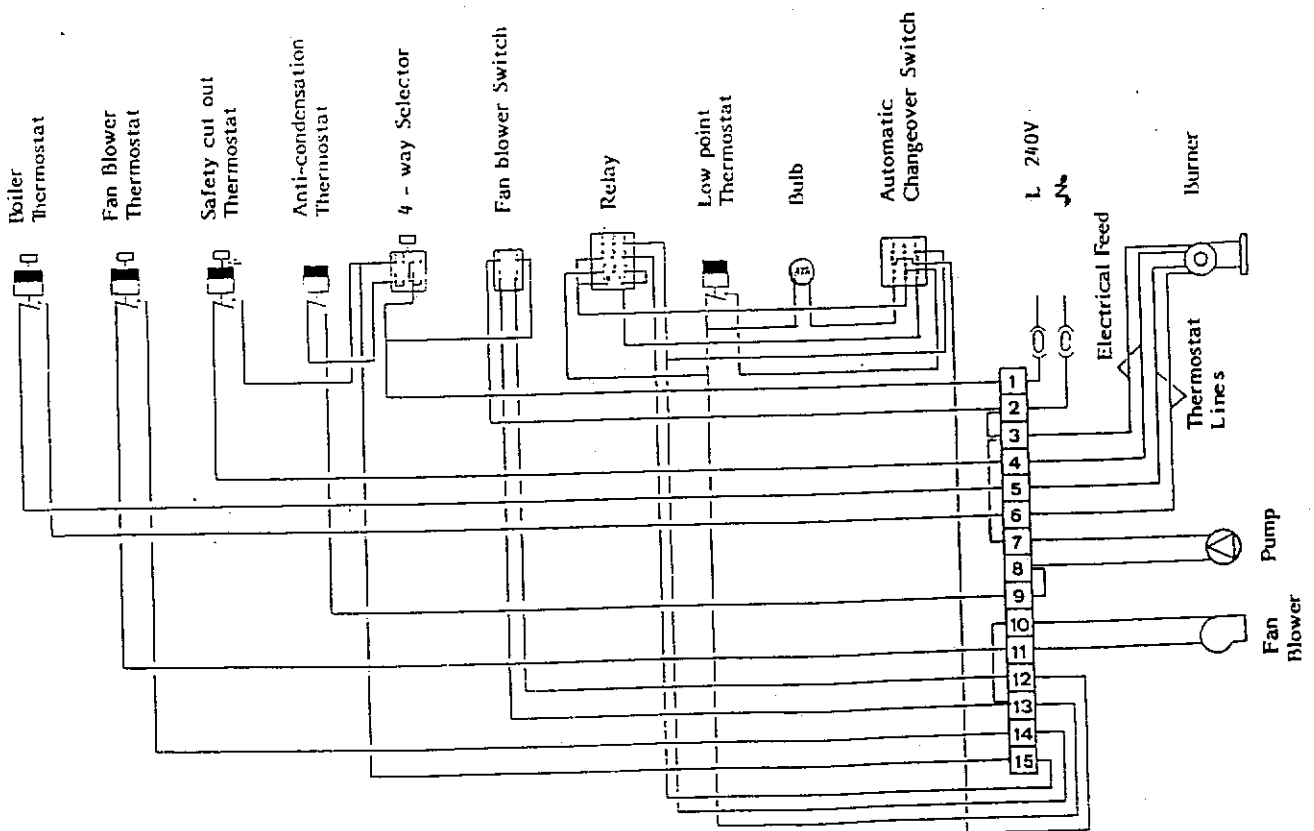 Boiler
Thermostat
Fan Blower
Thermostat
Safety cut out
Thermostat
Anti-condensation
Thermostat
4 - way Selector
Fan blower Switch
Relay
Low point
Thermostat
Bulb
Automatic
Changeover Switch
L 240V
N
Electrical Feed
Burner
Thermostat
Lines
Pump
Fan
Blower
1
2
3
4
5
6
7
8
9
10
11
12
13
14
15